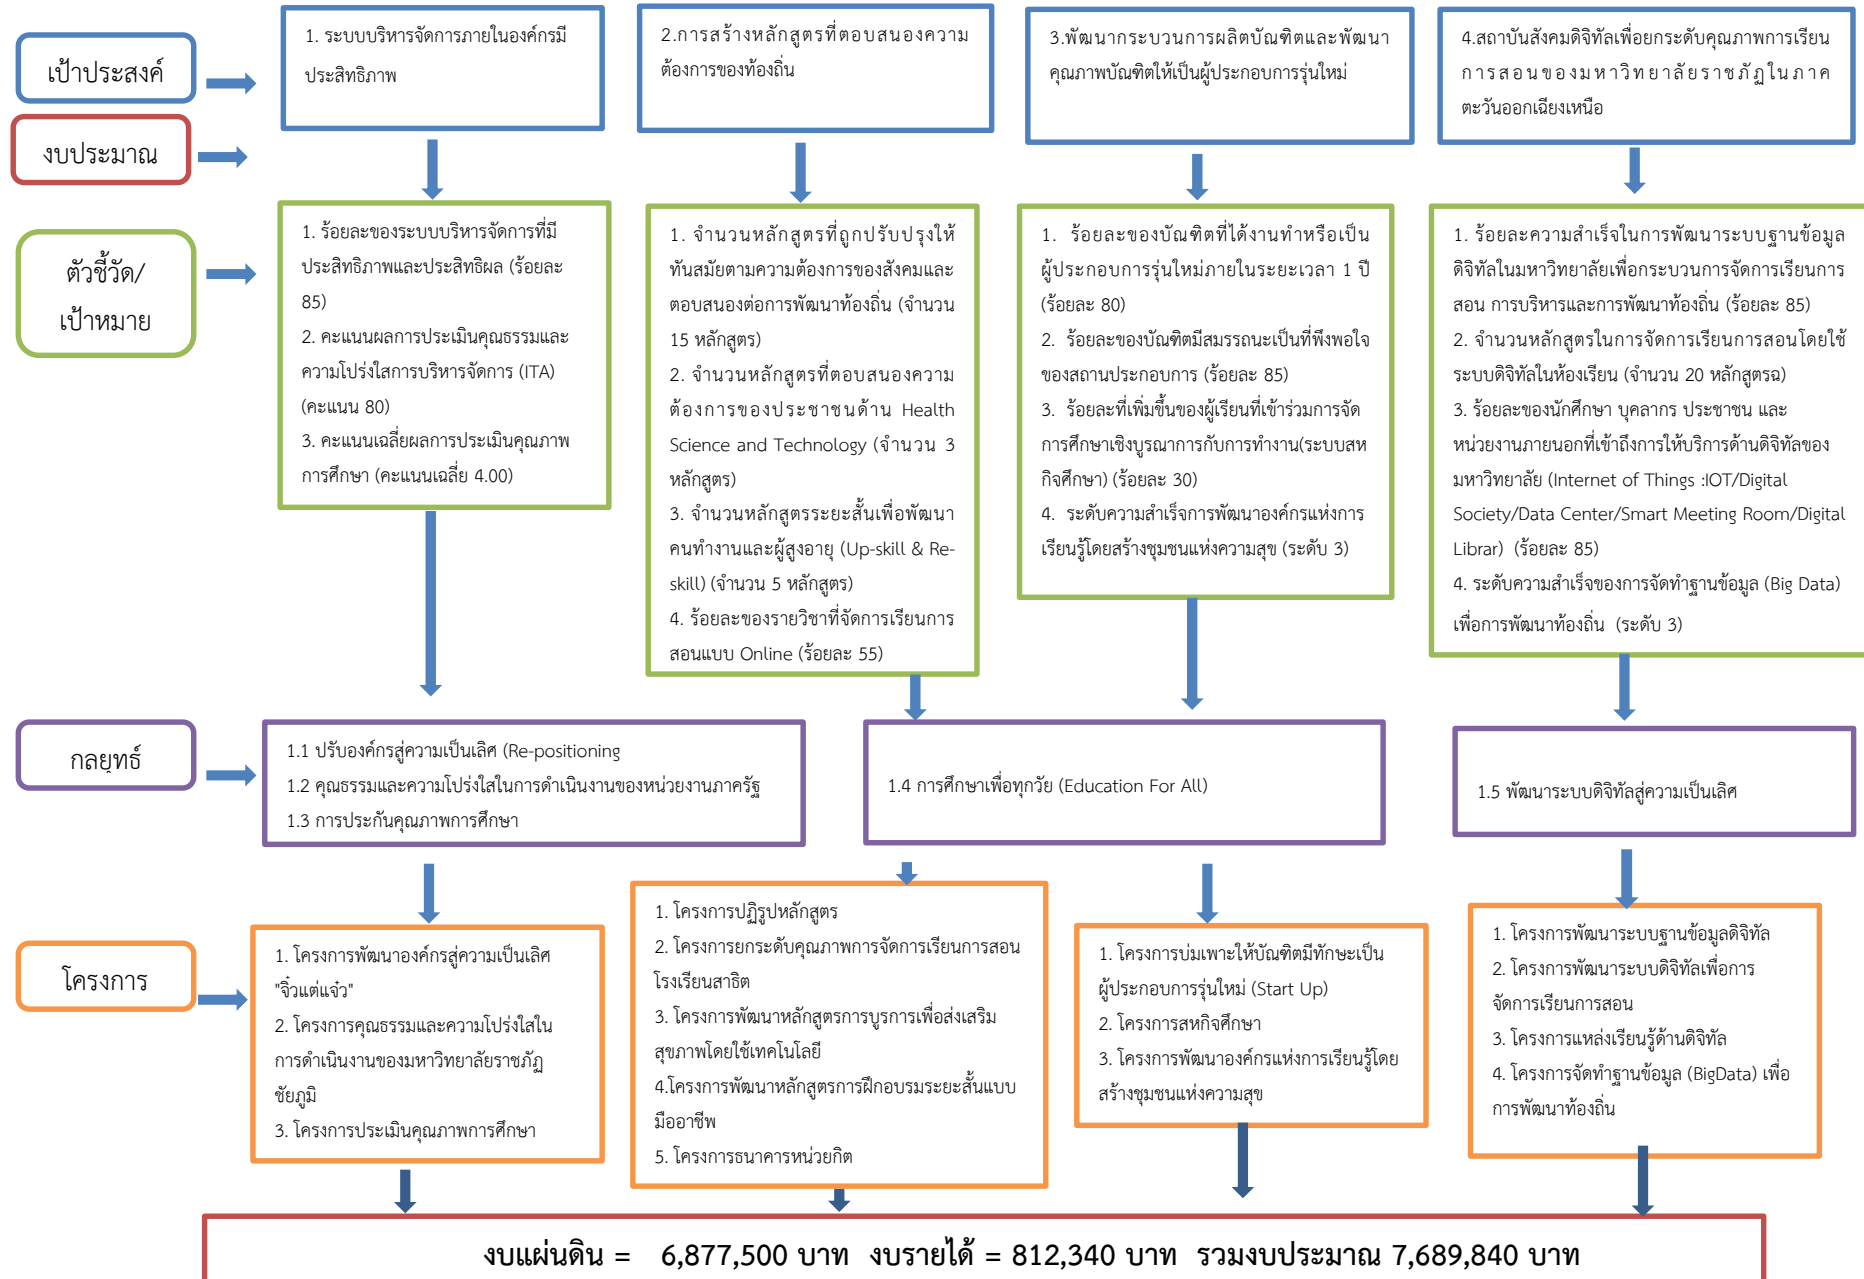 เป้าประสงค์
1. ระบบบริหารจัดการภายในองค์กรมี
ประสิทธิภาพ
2.การสร้างหลักสูตรที่ตอบสนองความ
ต้องการของท้องถิ่น
3.พัฒนากระบวนการผลิตบัณฑิตและพัฒนา
คุณภาพบัณฑิตให้เป็นผู้ประกอบการรุ่นใหม่
4.สถาบันสังคมดิจิทัลเพื่อยกระดับคุณภาพการเรียน
การสอนของมหาวิทยาลัยราชภัฏในภาค
ตะวันออกเฉียงเหนือ
งบประมาณ
ตัวชี้วัด/
เป้าหมาย
1. ร้อยละของระบบบริหารจัดการที่มี
ประสิทธิภาพและประสิทธิผล (ร้อยละ
85)
2. คะแนนผลการประเมินคุณธรรมและ
ความโปร่งใสการบริหารจัดการ (ITA)
(คะแนน 80)
3. คะแนนเฉลี่ยผลการประเมินคุณภาพ
การศึกษา (คะแนนเฉลี่ย 4.00)
1. จำนวนหลักสูตรที่ถูกปรับปรุงให้
ทันสมัยตามความต้องการของสังคมและ
ตอบสนองต่อการพัฒนาท้องถิ่น (จำนวน
15 หลักสูตร)
2. จำนวนหลักสูตรที่ตอบสนองความ
ต้องการของประชาชนด้าน Health
Science and Technology (จำนวน 3
หลักสูตร)
3. จำนวนหลักสูตรระยะสั้นเพื่อพัฒนา
คนทำงานและผู้สูงอายุ (Up-skill & Re-
skill) (จำนวน 5 หลักสูตร)
4. ร้อยละของรายวิชาที่จัดการเรียนการ
สอนแบบ Online (ร้อยละ 55)
1. ร้อยละของบัณฑิตที่ได้งานทำหรือเป็น
ผู้ประกอบการรุ่นใหม่ภายในระยะเวลา 1 ปี
(ร้อยละ 80)
2. ร้อยละของบัณฑิตมีสมรรถนะเป็นที่พึงพอใจ
ของสถานประกอบการ (ร้อยละ 85)
3. ร้อยละที่เพิ่มขึ้นของผู้เรียนที่เข้าร่วมการจัด
การศึกษาเชิงบูรณาการกับการทำงาน(ระบบสห
กิจศึกษา) (ร้อยละ 30)
4. ระดับความสำเร็จการพัฒนาองค์กรแห่งการ
เรียนรู้โดยสร้างชุมชนแห่งความสุข (ระดับ 3)
1. ร้อยละความสำเร็จในการพัฒนาระบบฐานข้อมูล
ดิจิทัลในมหาวิทยาลัยเพื่อกระบวนการจัดการเรียนการ
สอน การบริหารและการพัฒนาท้องถิ่น (ร้อยละ 85)
2. จำนวนหลักสูตรในการจัดการเรียนการสอนโดยใช้
ระบบดิจิทัลในห้องเรียน (จำนวน 20 หลักสูตรฉ)
3. ร้อยละของนักศึกษา บุคลากร ประชาชน และ
หน่วยงานภายนอกที่เข้าถึงการให้บริการด้านดิจิทัลของ
มหาวิทยาลัย (Internet of Things :IOT/Digital
Society/Data Center/Smart Meeting Room/Digital
Librar) (ร้อยละ 85)
4. ระดับความสำเร็จของการจัดทำฐานข้อมูล (Big Data)
เพื่อการพัฒนาท้องถิ่น (ระดับ 3)
กลยุทธ์
1.1 ปรับองค์กรสู่ความเป็นเลิศ (Re-positioning
1.2 คุณธรรมและความโปร่งใสในการดำเนินงานของหน่วยงานภาครัฐ
1.3 การประกันคุณภาพการศึกษา
1.4 การศึกษาเพื่อทุกวัย (Education For All)
1.5 พัฒนาระบบดิจิทัลสู่ความเป็นเลิศ
โครงการ
1. โครงการพัฒนาองค์กรสู่ความเป็นเลิศ
"จิ๋วแต่แจ๋ว"
2. โครงการคุณธรรมและความโปร่งใสใน
การดำเนินงานของมหาวิทยาลัยราชภัฏ
ชัยภูมิ
3. โครงการประเมินคุณภาพการศึกษา
1. โครงการปฏิรูปหลักสูตร
2. โครงการยกระดับคุณภาพการจัดการเรียนการสอน
โรงเรียนสาธิต
3. โครงการพัฒนาหลักสูตรการบูรการเพื่อส่งเสริม
สุขภาพโดยใช้เทคโนโลยี
4.โครงการพัฒนาหลักสูตรการฝึกอบรมระยะสั้นแบบ
มืออาชีพ
5. โครงการธนาคารหน่วยกิต
1. โครงการบ่มเพาะให้บัณฑิตมีทักษะเป็น
ผู้ประกอบการรุ่นใหม่ (Start Up)
2. โครงการสหกิจศึกษา
3. โครงการพัฒนาองค์กรแห่งการเรียนรู้โดย
สร้างชุมชนแห่งความสุข
1. โครงการพัฒนาระบบฐานข้อมูลดิจิทัล
2. โครงการพัฒนาระบบดิจิทัลเพื่อการ
จัดการเรียนการสอน
3. โครงการแหล่งเรียนรู้ด้านดิจิทัล
4. โครงการจัดทำฐานข้อมูล (BigData) เพื่อ
การพัฒนาท้องถิ่น
งบแผ่นดิน = 6,877,500 บาท งบรายได้ = 812,340 บาท รวมงบประมาณ 7,689,840 บาท